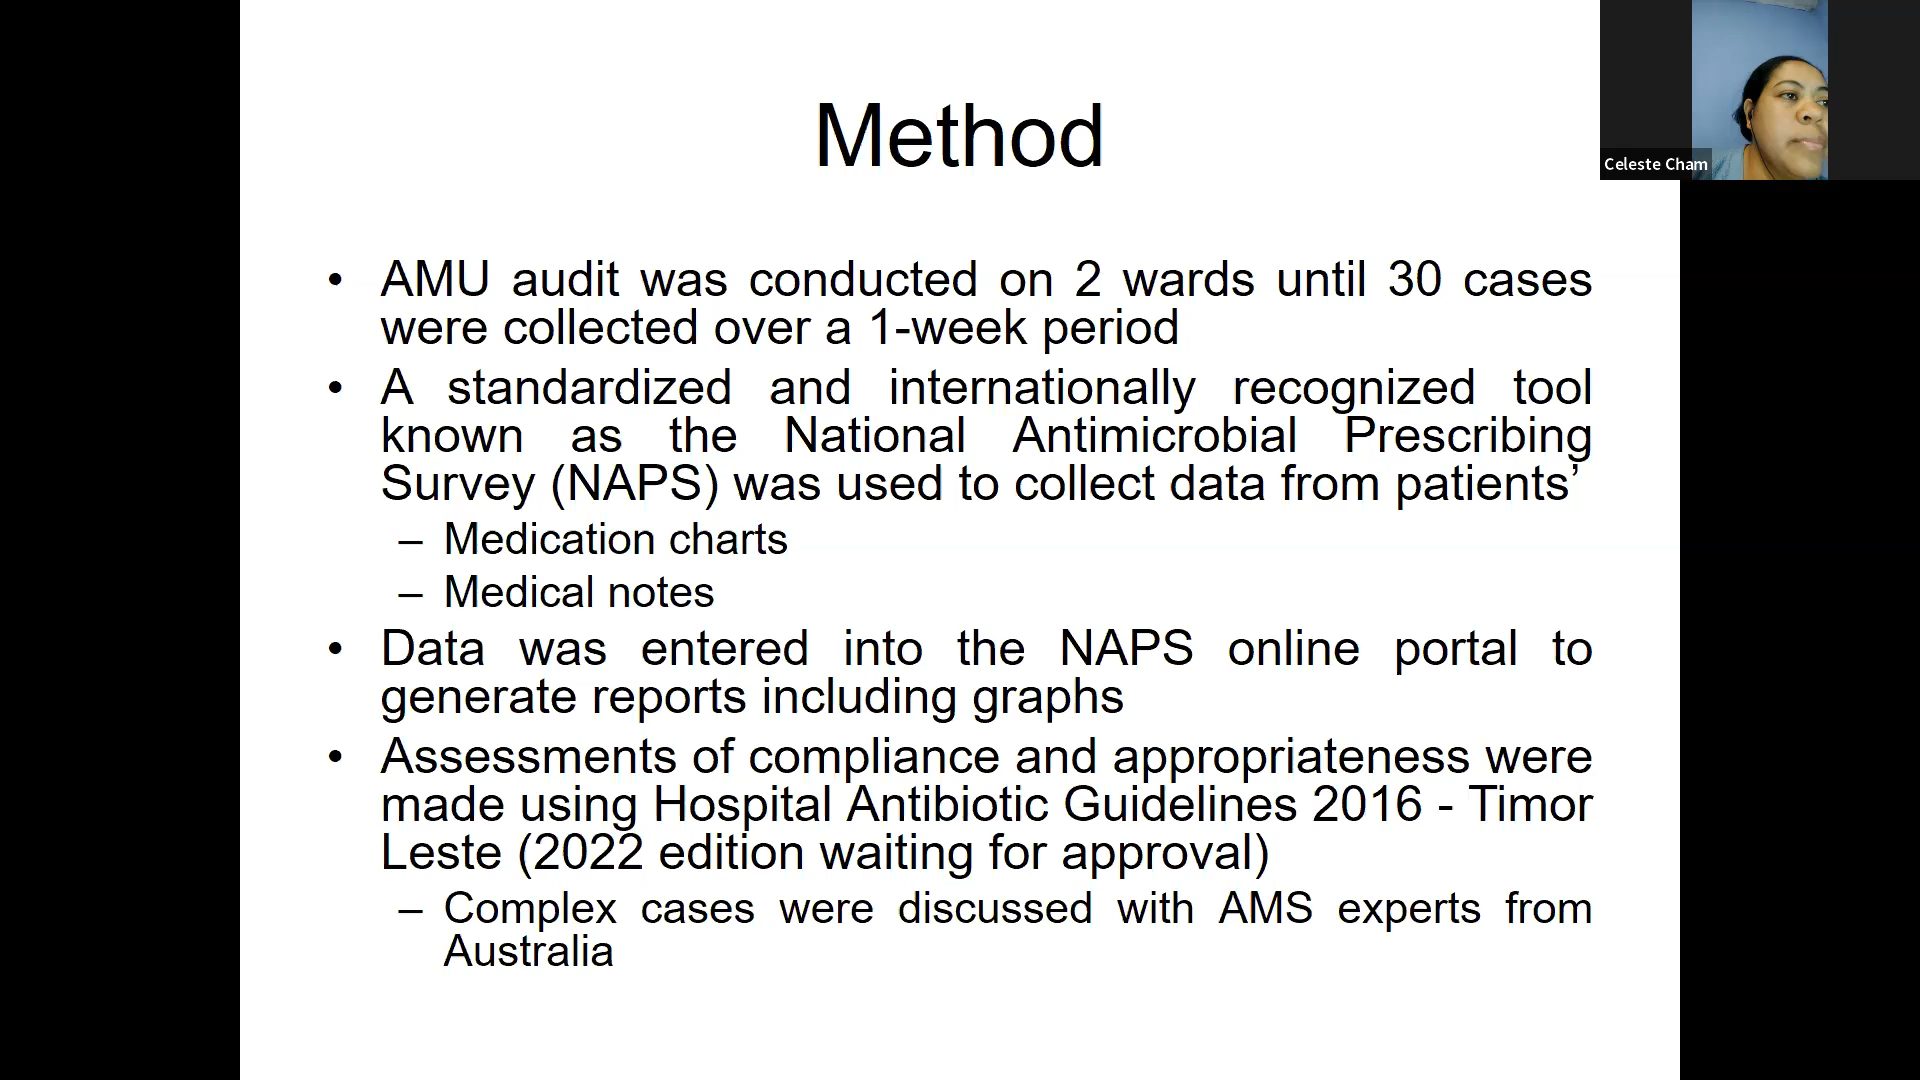 Method
Celeste Cham
• AMU audit was conducted on 2 wards until 30 cases
were collected over a 1-week period
• A standardized and internationally recognized tool
known as the National Antimicrobial Prescribing
Survey (NAPS) was used to collect data from patients’
– Medication charts
– Medical notes
• Data was entered into the NAPS online portal to
generate reports including graphs
• Assessments of compliance and appropriateness were
made using Hospital Antibiotic Guidelines 2016 - Timor
Leste (2022 edition waiting for approval)
– Complex cases were discussed with AMS experts from
Australia